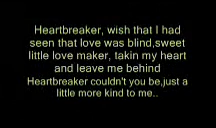 Heartbreaker, wish that I had
seen that love was blind,sweet
little love maker, takin my heart
and leave me behind
Heartbreaker couldn't you be,just a
little more kind to me..